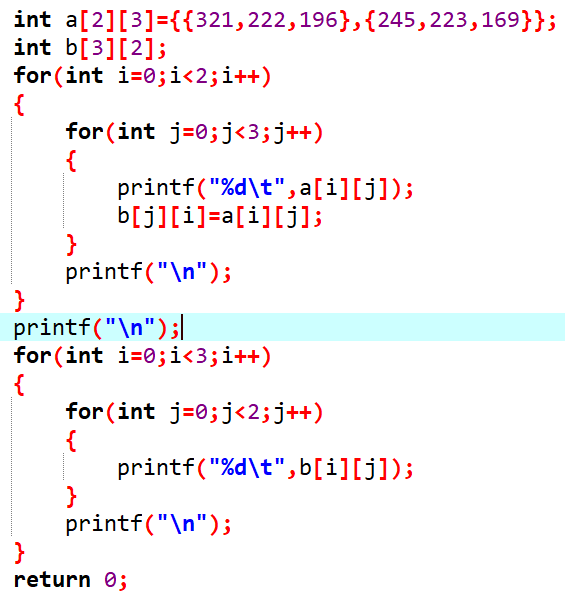 int a[2][3]={{321,222,196},{245,223,169}};
int b[3][2];
for(int i=0;i<2;i++)
{
    for(int j=0;j<3;j++)
    {
        printf("%d\t",a[i][j]);
        b[j][i]=a[i][j];
    }
    printf("\n");
}
printf("\n");
for(int i=0;i<3;i++)
{
    for(int j=0;j<2;j++)
    {
        printf("%d\t",b[i][j]);
    }
    printf("\n");
}
return 0;